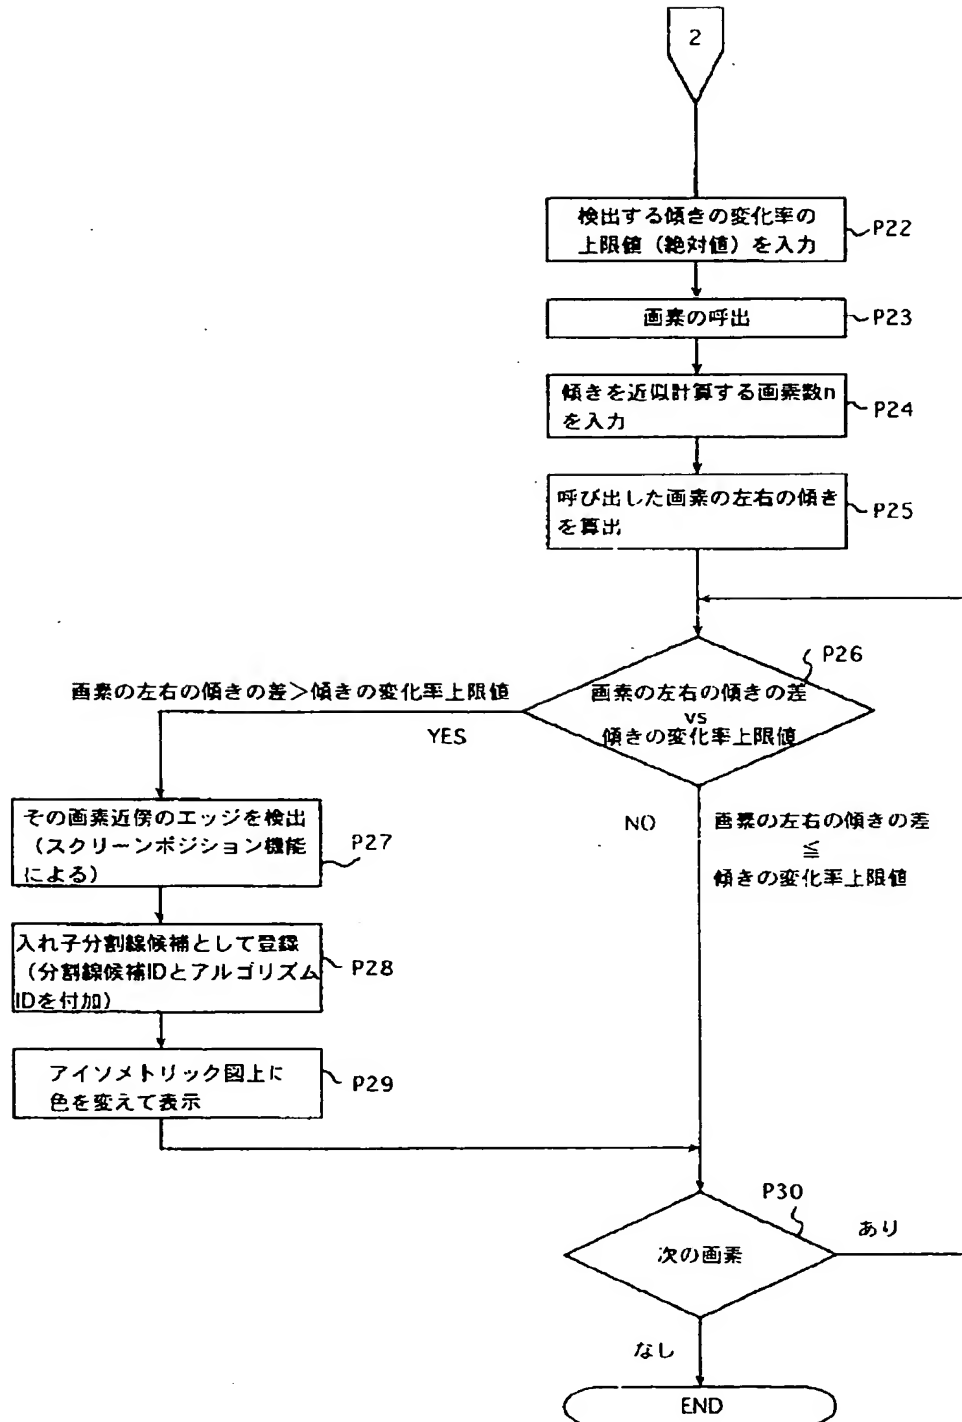 2
検出する傾きの変化率の
上限値（絶対値）を入力
P22
画素の呼出
P23
傾きを近似計算する画素数n
を入力
P24
呼び出した画素の左右の傾き
を算出
P25
P26
画素の左右の傾きの差
vs
傾きの変化率上限値
画素の左右の傾きの差＞傾きの変化率上限値
YES
NO
画素の左右の傾きの差
≦
傾きの変化率上限値
その画素近傍のエッジを検出
（スクリーンポジション機能
による）
P27
入れ子分割線候補として登録
（分割線候補IDとアルゴリズム
IDを付加）
P28
アイソメトリック図上に
色を変えて表示
P29
P30
次の画素
あり
なし
END